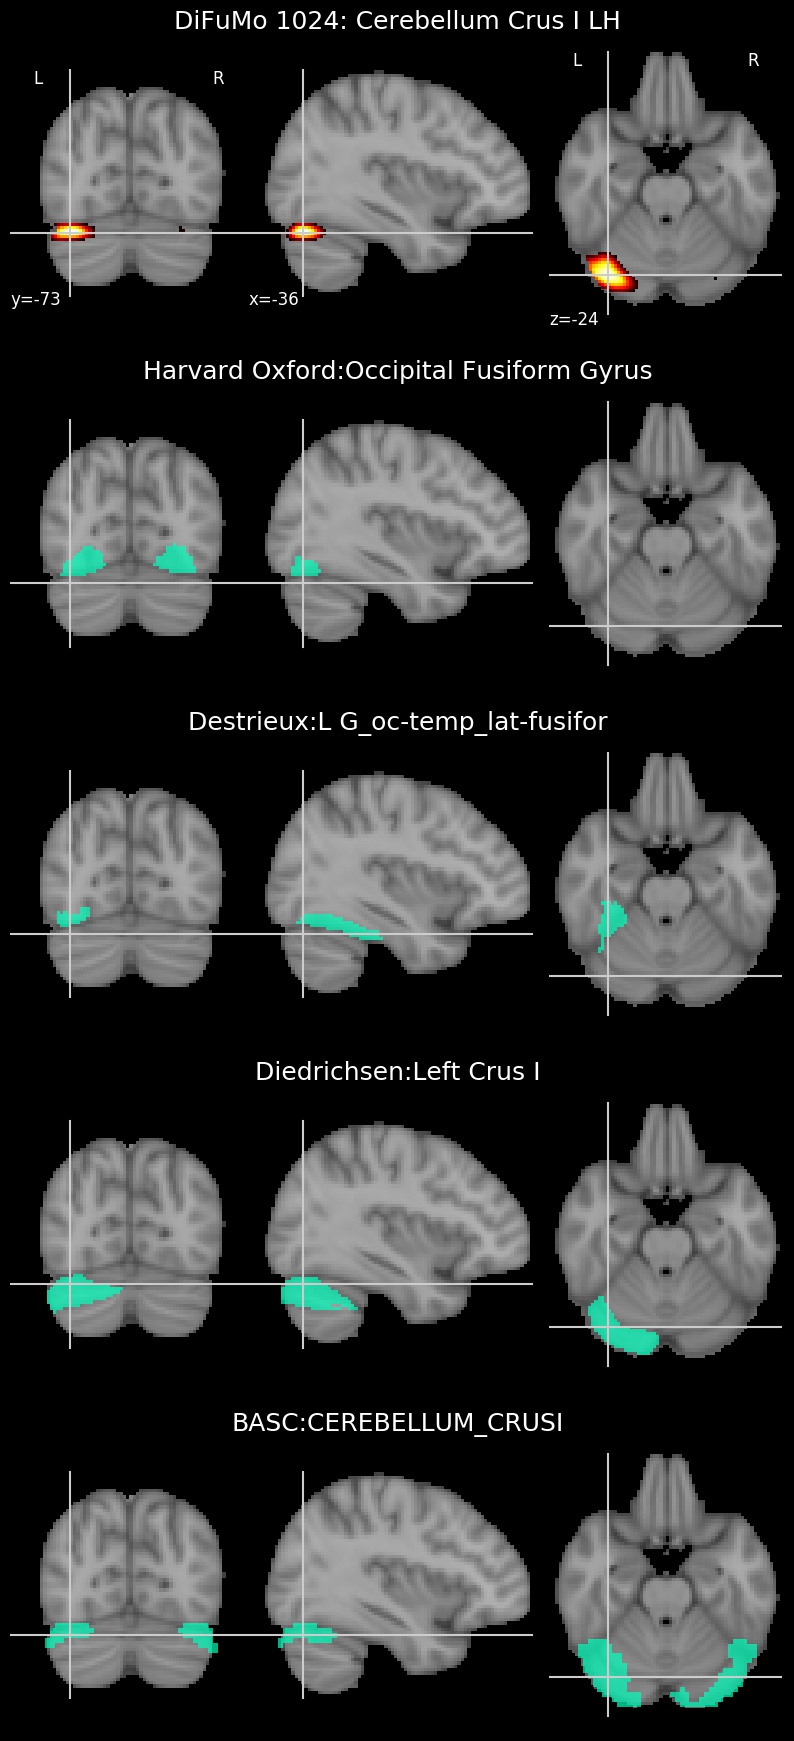 DiFuMo 1024: Cerebellum Crus I LH
L R L R
y=-73 x=-36 z=-24
Harvard Oxford:Occipital Fusiform Gyrus
Destrieux:L G_oc-temp_lat-fusifor
Diedrichsen:Left Crus I
BASC:CEREBELLUM_CRUSI